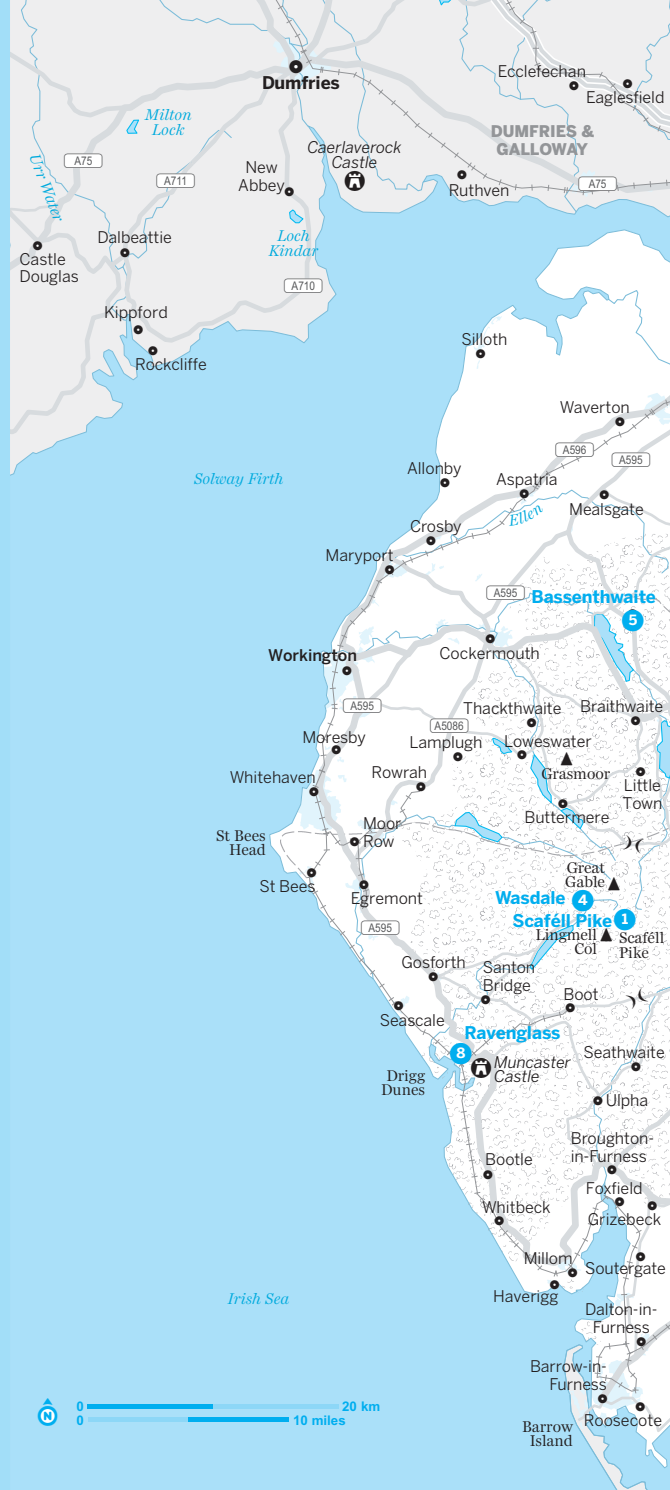 Ecclefechan
Dumfries
Eaglesfield
Milton
Lock
DUMFRIES &
GALLOWAY
Caerlaverock
Castle
A75
Urr Water
A711
New
Abbey
Ruthven
A75
Dalbeattie
Loch
Kindar
Castle
Douglas
A710
Kippford
Silloth
Rockcliffe
Waverton
A596
A595
Allonby
Aspatria
Solway Firth
Mealsgate
Ellen
Crosby
Maryport
A595
Bassenthwaite
5
Workington
Cockermouth
A595
Thackthwaite
Braithwaite
A5086
Moresby
Lamplugh
Loweswater
Grasmoor
Whitehaven
Rowrah
Little
Town
Buttermere
St Bees
Head
Moor
Row
Great
Gable
St Bees
Egremont
Wasdale
4
Scaféll Pike
1
A595
Lingmell
Col
Scaféll
Pike
Gosforth
Santon
Bridge
Boot
Seascale
Ravenglass
8
Muncaster
Castle
Seathwaite
Drigg
Dunes
Ulpha
Broughton-
in-Furness
Bootle
Foxfield
Whitbeck
Grizebeck
Millom
Soutergate
Haverigg
Irish Sea
Dalton-in-
Furness
Barrow-in-
Furness
N
0
20 km
0
10 miles
Roosecote
Barrow
Island